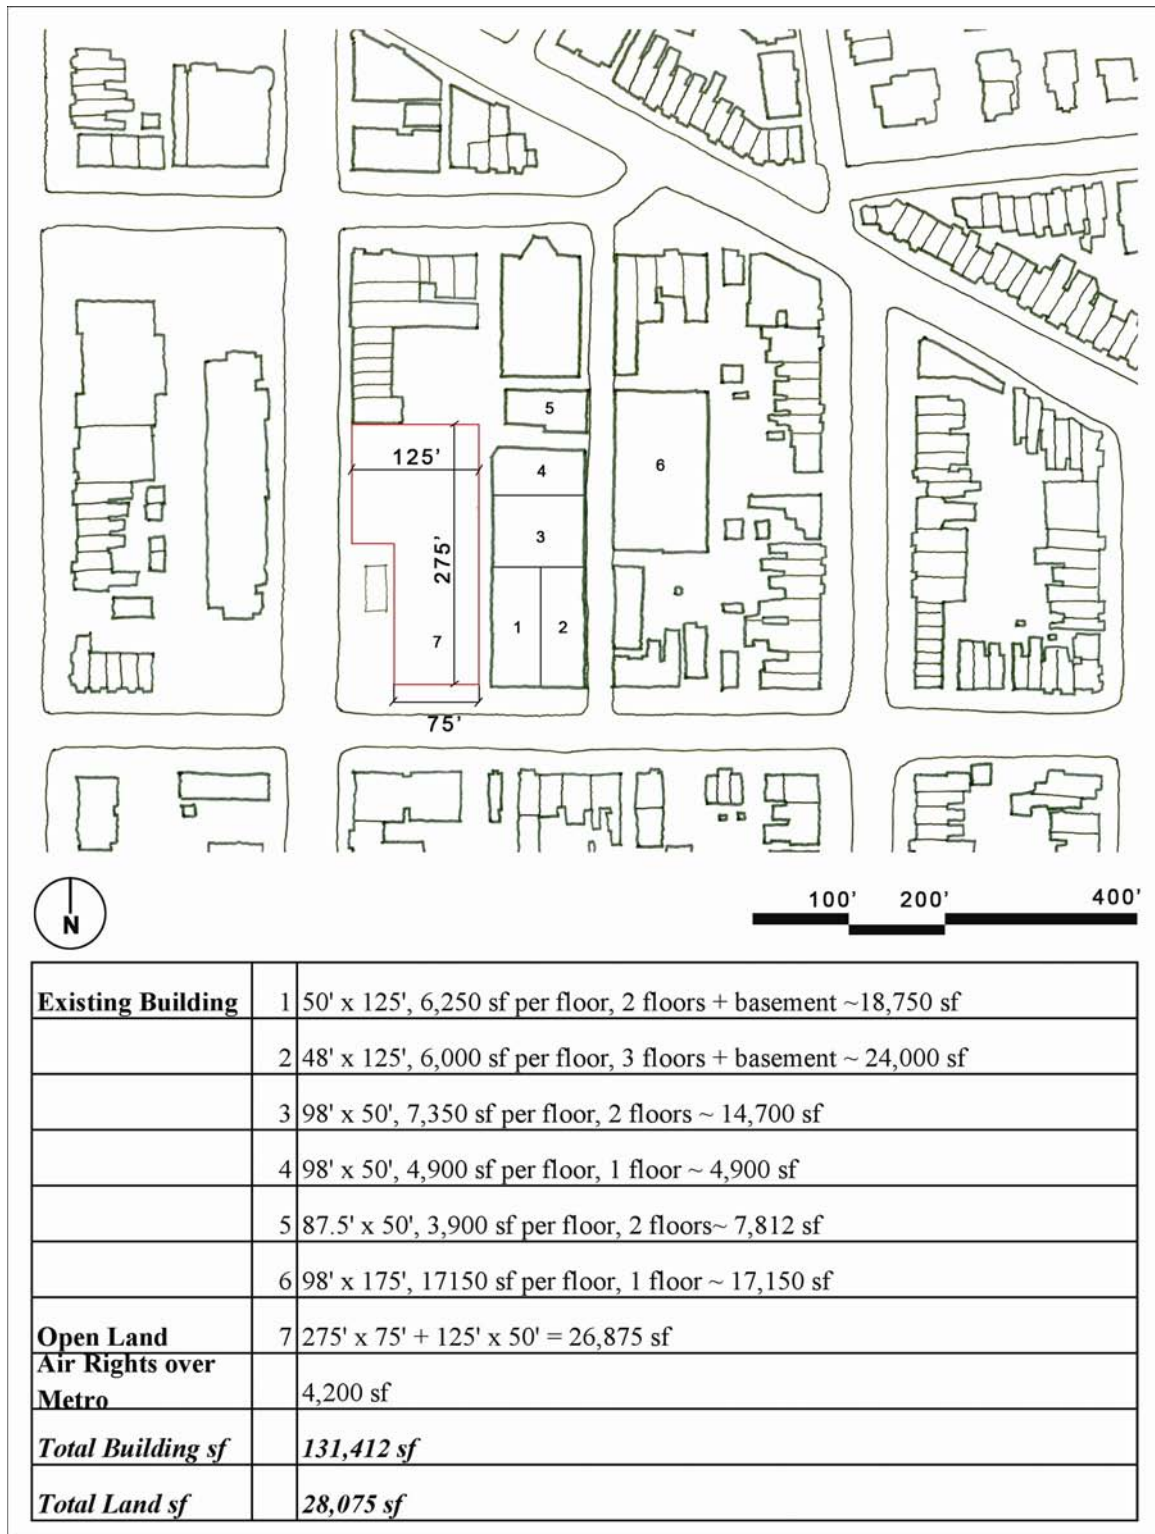 5
125'
4
6
3
275'
1
2
7
75'
N
100' 200' 400'
Existing Building 1 50' x 125', 6,250 sf per floor, 2 floors + basement ~18,750 sf
2 48' x 125', 6,000 sf per floor, 3 floors + basement ~ 24,000 sf
3 98' x 50', 7,350 sf per floor, 2 floors ~ 14,700 sf
4 98' x 50', 4,900 sf per floor, 1 floor ~ 4,900 sf
5 87.5' x 50', 3,900 sf per floor, 2 floors~ 7,812 sf
6 98' x 175', 17150 sf per floor, 1 floor ~ 17,150 sf
Open Land 7 275' x 75' + 125' x 50' = 26,875 sf
Air Rights over
Metro 4,200 sf
Total Building sf 131,412 sf
Total Land sf 28,075 sf